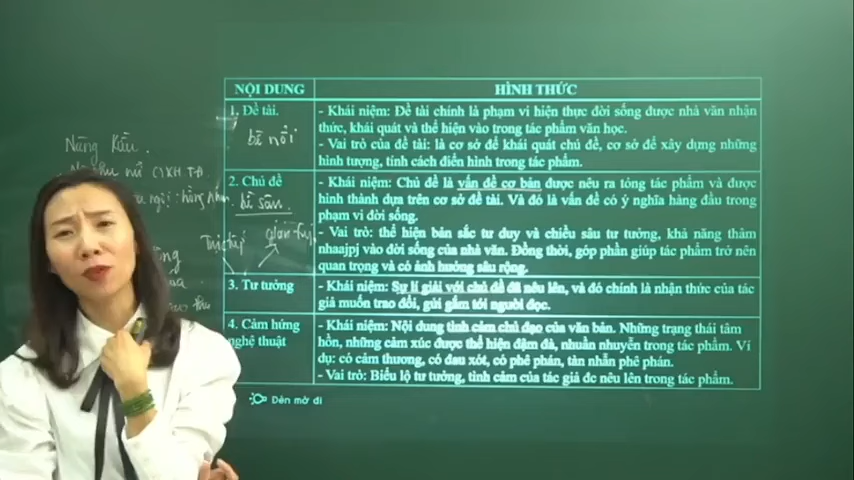 NỘI DUNG
HÌNH THỨC
1. Đề tài.
bề nổi
- Khái niệm: Đề tài chính là phạm vi hiện thực đời sống được nhà văn nhận
thức, khái quát và thể hiện vào trong tác phẩm văn học.
- Vai trò của đề tài: là cơ sở để khái quát chủ đề, cơ sở để xây dựng những
hình tượng, tính cách điển hình trong tác phẩm.
2. Chủ đề
bề sâu
- Khái niệm: Chủ đề là vấn đề cơ bản được nêu ra tỏng tác phẩm và được
hình thành dựa trên cơ sở đề tài. Và đó là vấn đề có ý nghĩa hàng đầu trong
phạm vi đời sống.
- Vai trò: thể hiện bản sắc tư duy và chiều sâu tư tưởng, khả năng thâm
nhaajpj vào đời sống của nhà văn. Đồng thời, góp phần giúp tác phẩm trở nên
quan trọng và có ảnh hưởng sâu rộng.
3. Tư tưởng
- Khái niệm: Sự lí giải với chủ đề đã nêu lên, và đó chính là nhận thức của tác
giả muốn trao đổi, gửi gắm tới người đọc.
4. Cảm hứng
nghệ thuật
- Khái niệm: Nội dung tình cảm chủ đạo của văn bản. Những trạng thái tâm
hồn, những cảm xúc được thể hiện đậm đà, nhuần nhuyễn trong tác phẩm. Ví
dụ: có cảm thương, có đau xót, có phê phán, tàn nhẫn phê phán.
- Vai trò: Biểu lộ tư tưởng, tình cảm của tác giả đc nêu lên trong tác phẩm.
Dèn mờ đi
Nàng
nữ
trực tiếp
gián tiếp